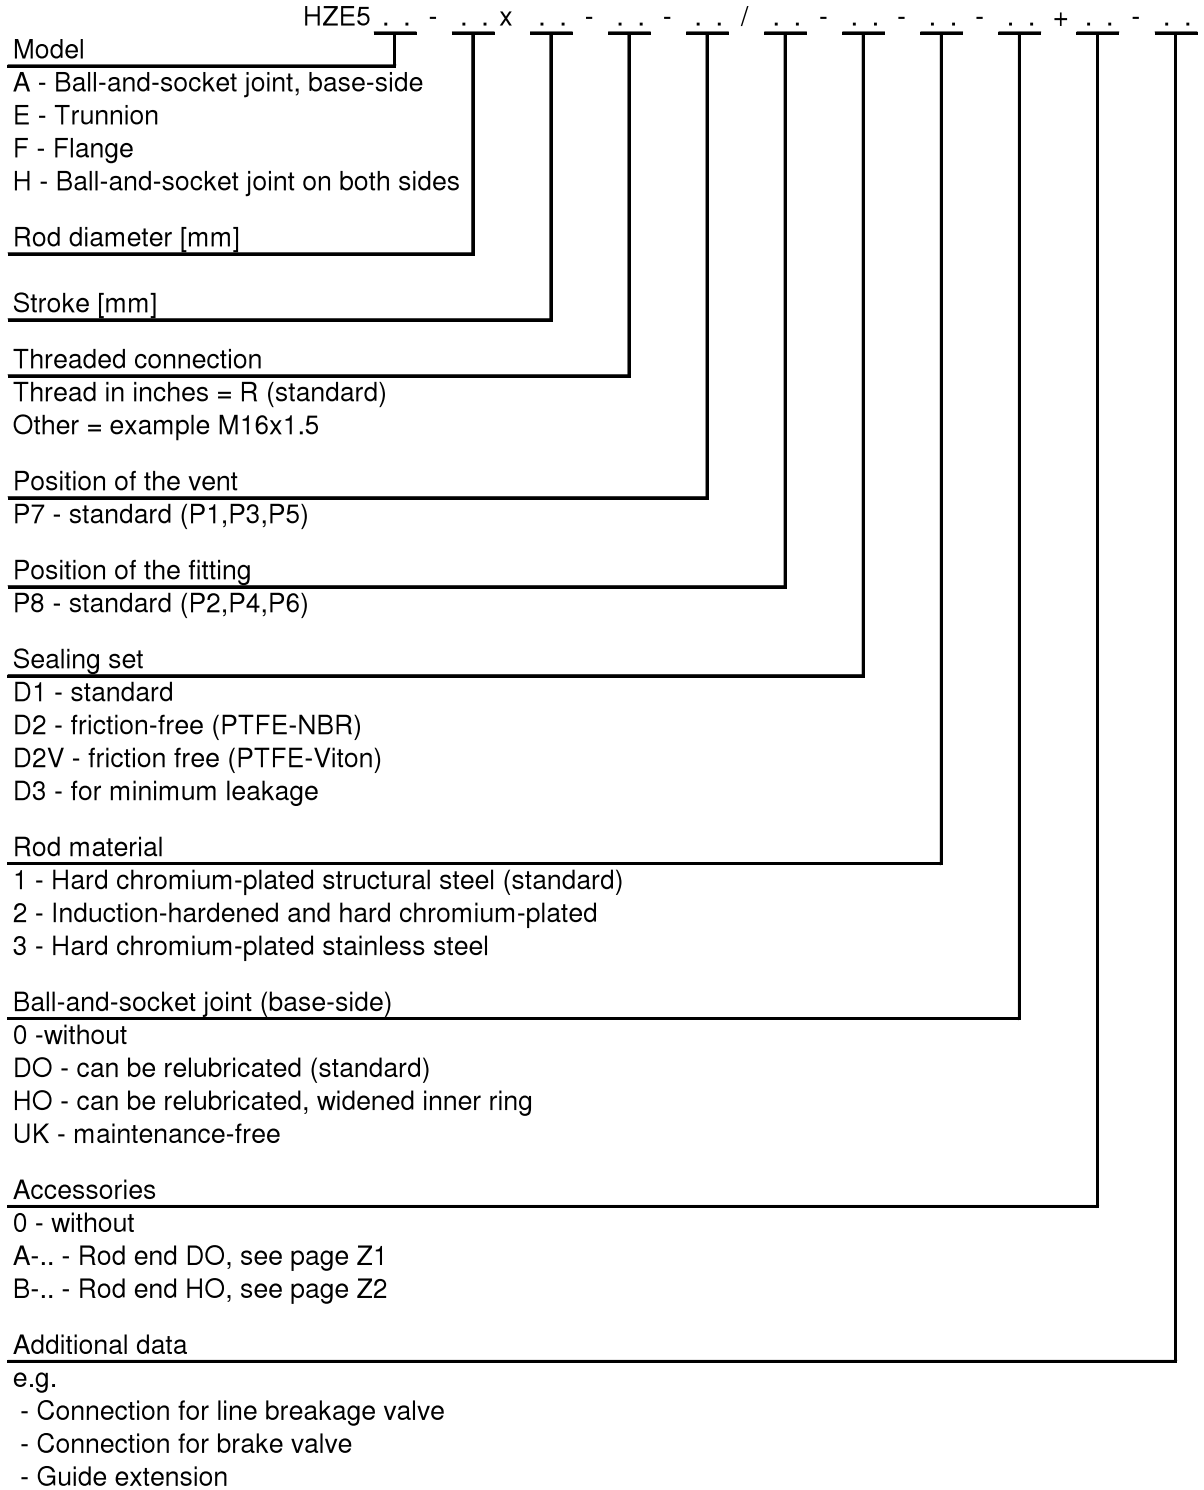 HZE5 . . - . . x . . - . . - . . / . . - . . - . . - . . + . . - . .
Model
A - Ball-and-socket joint, base-side
E - Trunnion
F - Flange
H - Ball-and-socket joint on both sides
Rod diameter [mm]
Stroke [mm]
Threaded connection
Thread in inches = R (standard)
Other = example M16x1.5
Position of the vent
P7 - standard (P1,P3,P5)
Position of the fitting
P8 - standard (P2,P4,P6)
Sealing set
D1 - standard
D2 - friction-free (PTFE-NBR)
D2V - friction free (PTFE-Viton)
D3 - for minimum leakage
Rod material
1 - Hard chromium-plated structural steel (standard)
2 - Induction-hardened and hard chromium-plated
3 - Hard chromium-plated stainless steel
Ball-and-socket joint (base-side)
0 -without
DO - can be relubricated (standard)
HO - can be relubricated, widened inner ring
UK - maintenance-free
Accessories
0 - without
A-.. - Rod end DO, see page Z1
B-.. - Rod end HO, see page Z2
Additional data
e.g.
- Connection for line breakage valve
- Connection for brake valve
- Guide extension